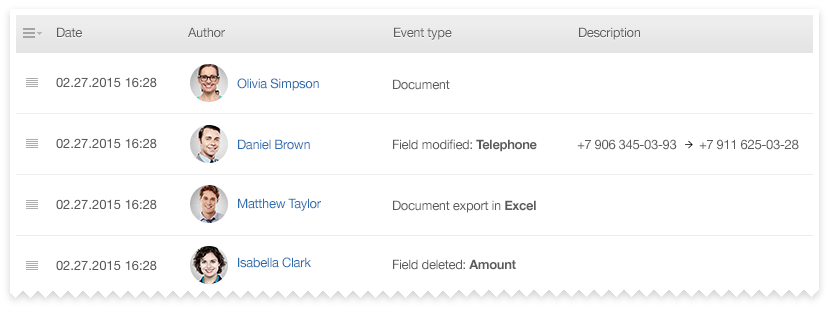 Date Author Event type Description
02.27.2015 16:28 Olivia Simpson Document
02.27.2015 16:28 Daniel Brown Field modified: Telephone +7 906 345-03-93 → +7 911 625-03-28
02.27.2015 16:28 Matthew Taylor Document export in Excel
02.27.2015 16:28 Isabella Clark Field deleted: Amount